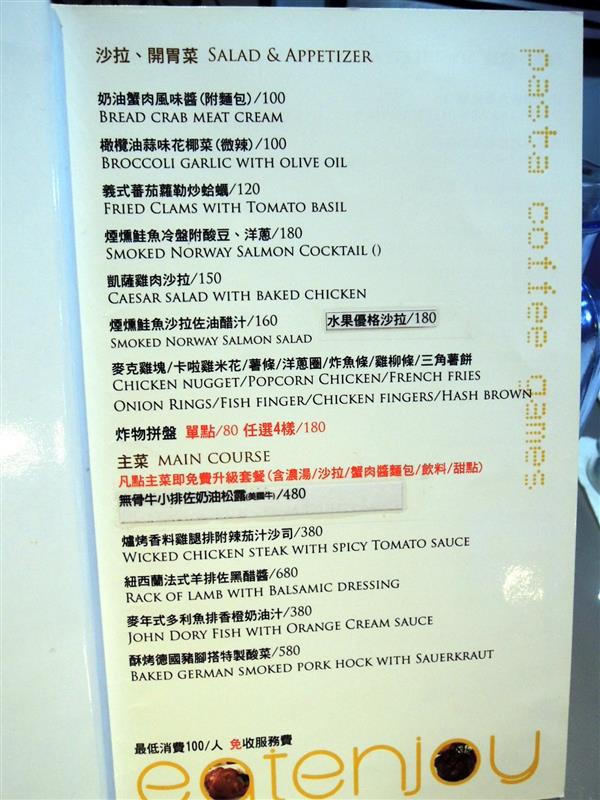 沙拉、開胃菜 SALAD & APPETIZER
奶油蟹肉風味醬(附麵包)/100
BREAD CRAB MEAT CREAM
橄欖油蒜味花椰菜(微辣)/100
BROCCOLI GARLIC WITH OLIVE OIL
義式蕃茄蘿勒炒蛤蠣/120
FRIED CLAMS WITH TOMATO BASIL
煙燻鮭魚冷盤附酸豆、洋蔥/180
SMOKED NORWAY SALMON COCKTAIL ()
凱薩雞肉沙拉/150
CAESAR SALAD WITH BAKED CHICKEN
煙燻鮭魚沙拉佐油醋汁/160 水果優格沙拉/180
SMOKED NORWAY SALMON SALAD
麥克雞塊/卡啦雞米花/薯條/洋蔥圈/炸魚條/雞柳條/三角薯餅
CHICKEN NUGGET/POPCORN CHICKEN/FRENCH FRIES
ONION RINGS/FISH FINGER/CHICKEN FINGERS/HASH BROWN
炸物拼盤 單點/80 任選4樣/180
主菜 MAIN COURSE
凡點主菜即免費升級套餐(含濃湯/沙拉/蟹肉醬麵包/飲料/甜點)
無骨牛小排佐奶油松露(美國牛)/480
爐烤香料雞腿排附辣茄汁沙司/380
WICKED CHICKEN STEAK WITH SPICY TOMATO SAUCE
紐西蘭法式羊排佐黑醋醬/680
RACK OF LAMB WITH BALSAMIC DRESSING
麥年式多利魚排香橙奶油汁/380
JOHN DORY FISH WITH ORANGE CREAM SAUCE
酥烤德國豬腳搭特製酸菜/580
BAKED GERMAN SMOKED PORK HOCK WITH SAUERKRAUT
最低消費100/人 免收服務費
eatenjoy
pasta coffee games